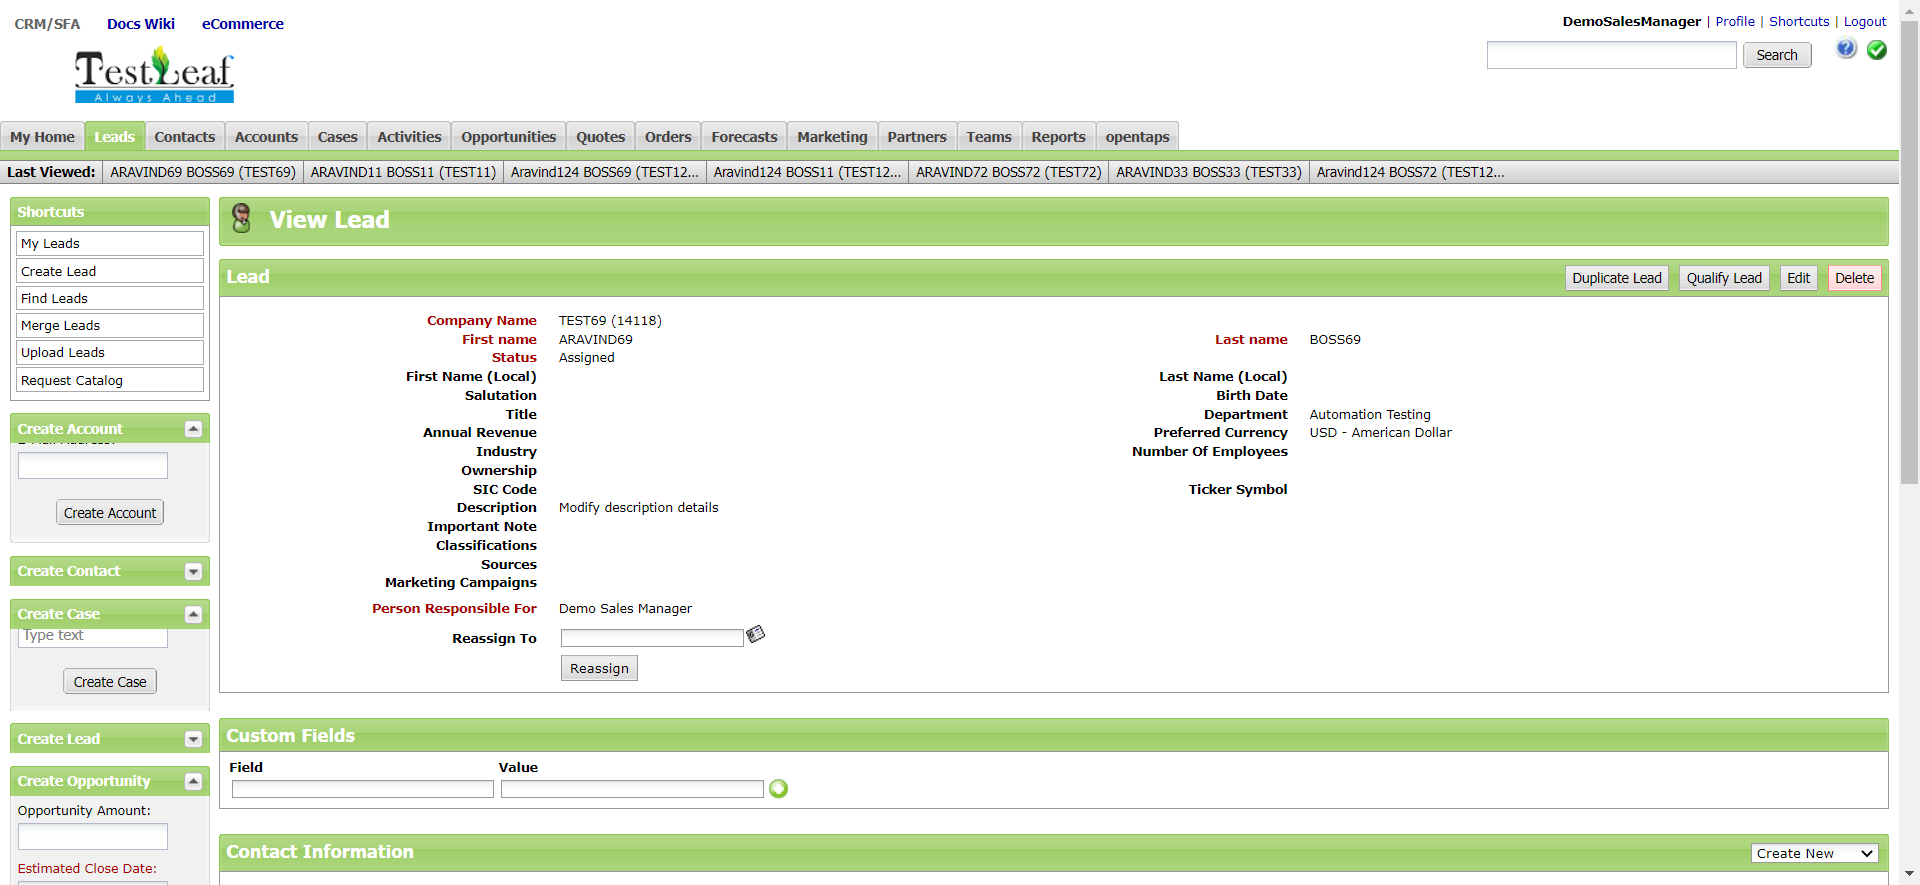 CRM/SFA Docs Wiki eCommerce
DemoSalesManager | Profile | Shortcuts | Logout
Search
TestLeaf
Always Ahead
My Home Leads Contacts Accounts Cases Activities Opportunities Quotes Orders Forecasts Marketing Partners Teams Reports opentaps
Last Viewed: ARAVIND69 BOSS69 (TEST69) ARAVIND11 BOSS11 (TEST11) Aravind124 BOSS69 (TEST12... Aravind124 BOSS11 (TEST12... ARAVIND72 BOSS72 (TEST72) ARAVIND33 BOSS33 (TEST33) Aravind124 BOSS72 (TEST12...
Shortcuts
My Leads
Create Lead
Find Leads
Merge Leads
Upload Leads
Request Catalog
Create Account
Create Account
Create Contact
Create Case
Type text
Create Case
Create Lead
Create Opportunity
Opportunity Amount:
Estimated Close Date:
View Lead
Lead Duplicate Lead Qualify Lead Edit Delete
Company Name TEST69 (14118)
First name ARAVIND69 Last name BOSS69
Status Assigned
First Name (Local) Last Name (Local)
Salutation Birth Date
Title Department Automation Testing
Annual Revenue Preferred Currency USD - American Dollar
Industry Number Of Employees
Ownership
SIC Code Ticker Symbol
Description Modify description details
Important Note
Classifications
Sources
Marketing Campaigns
Person Responsible For Demo Sales Manager
Reassign To
Reassign
Custom Fields
Field Value
Contact Information Create New